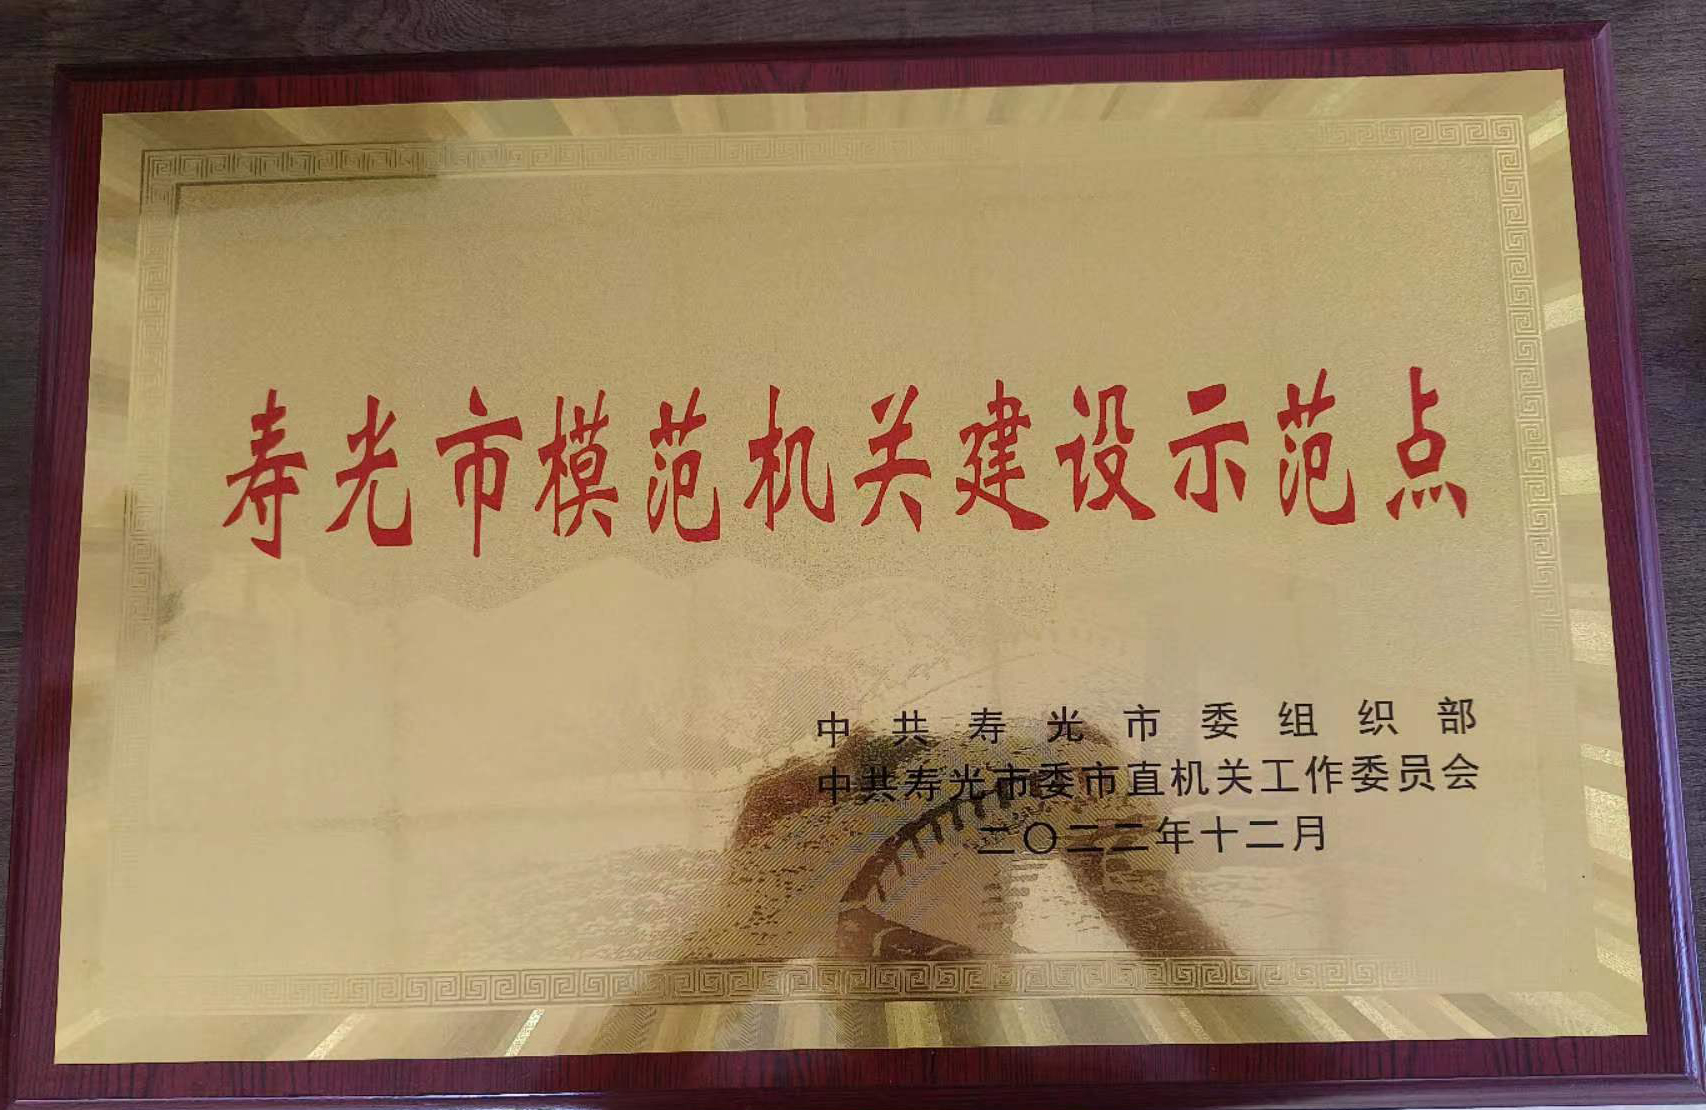 寿光市模范机关建设示范点
中共寿光市委组织部
中共寿光市委市直机关工作委员会
二〇二二年十二月